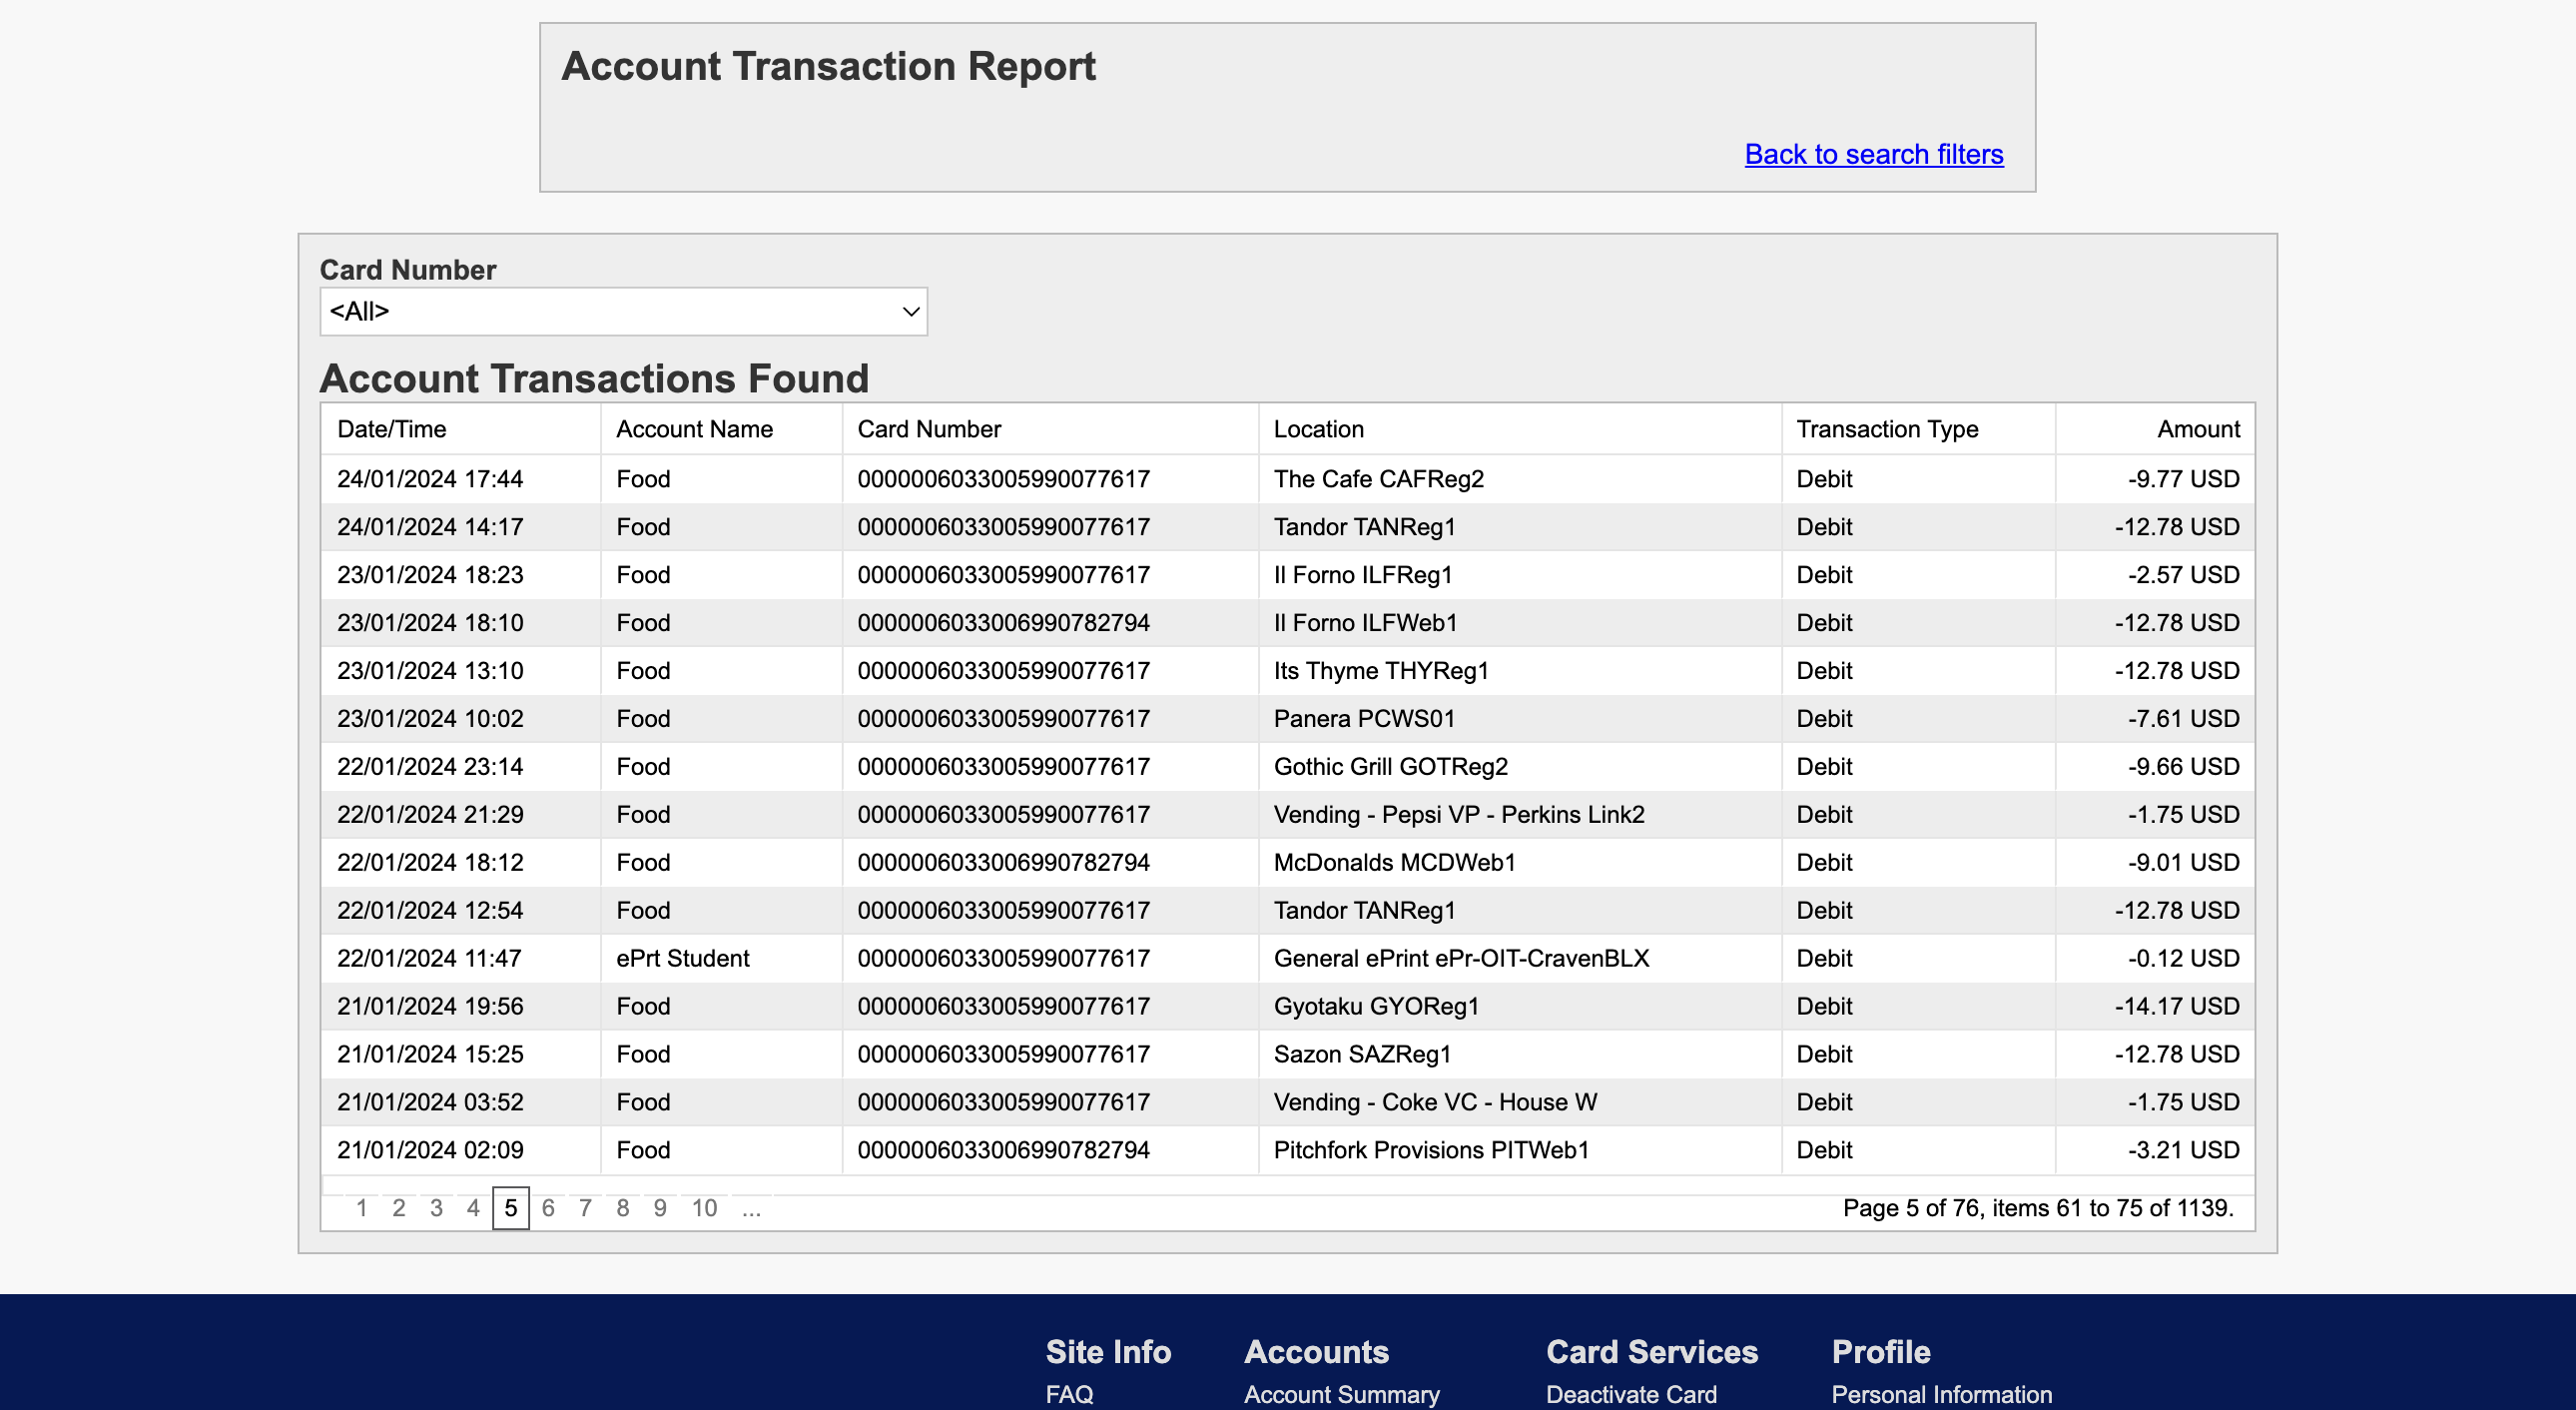 Account Transaction Report
Back to search filters
Card Number
<All>
Account Transactions Found
Date/Time Account Name Card Number Location Transaction Type Amount
24/01/2024 17:44 Food 0000006033005990077617 The Cafe CAFReg2 Debit -9.77 USD
24/01/2024 14:17 Food 0000006033005990077617 Tandor TANReg1 Debit -12.78 USD
23/01/2024 18:23 Food 0000006033005990077617 Il Forno ILFReg1 Debit -2.57 USD
23/01/2024 18:10 Food 0000006033006990782794 Il Forno ILFWeb1 Debit -12.78 USD
23/01/2024 13:10 Food 0000006033005990077617 Its Thyme THYReg1 Debit -12.78 USD
23/01/2024 10:02 Food 0000006033005990077617 Panera PCWS01 Debit -7.61 USD
22/01/2024 23:14 Food 0000006033005990077617 Gothic Grill GOTReg2 Debit -9.66 USD
22/01/2024 21:29 Food 0000006033005990077617 Vending - Pepsi VP - Perkins Link2 Debit -1.75 USD
22/01/2024 18:12 Food 0000006033006990782794 McDonalds MCDWeb1 Debit -9.01 USD
22/01/2024 12:54 Food 0000006033005990077617 Tandor TANReg1 Debit -12.78 USD
22/01/2024 11:47 ePrt Student 0000006033005990077617 General ePrint ePr-OIT-CravenBLX Debit -0.12 USD
21/01/2024 19:56 Food 0000006033005990077617 Gyotaku GYOReg1 Debit -14.17 USD
21/01/2024 15:25 Food 0000006033005990077617 Sazon SAZReg1 Debit -12.78 USD
21/01/2024 03:52 Food 0000006033005990077617 Vending - Coke VC - House W Debit -1.75 USD
21/01/2024 02:09 Food 0000006033006990782794 Pitchfork Provisions PITWeb1 Debit -3.21 USD
1 2 3 4 5 6 7 8 9 10 ... Page 5 of 76, items 61 to 75 of 1139.
Site Info Accounts Card Services Profile
FAQ Account Summary Deactivate Card Personal Information